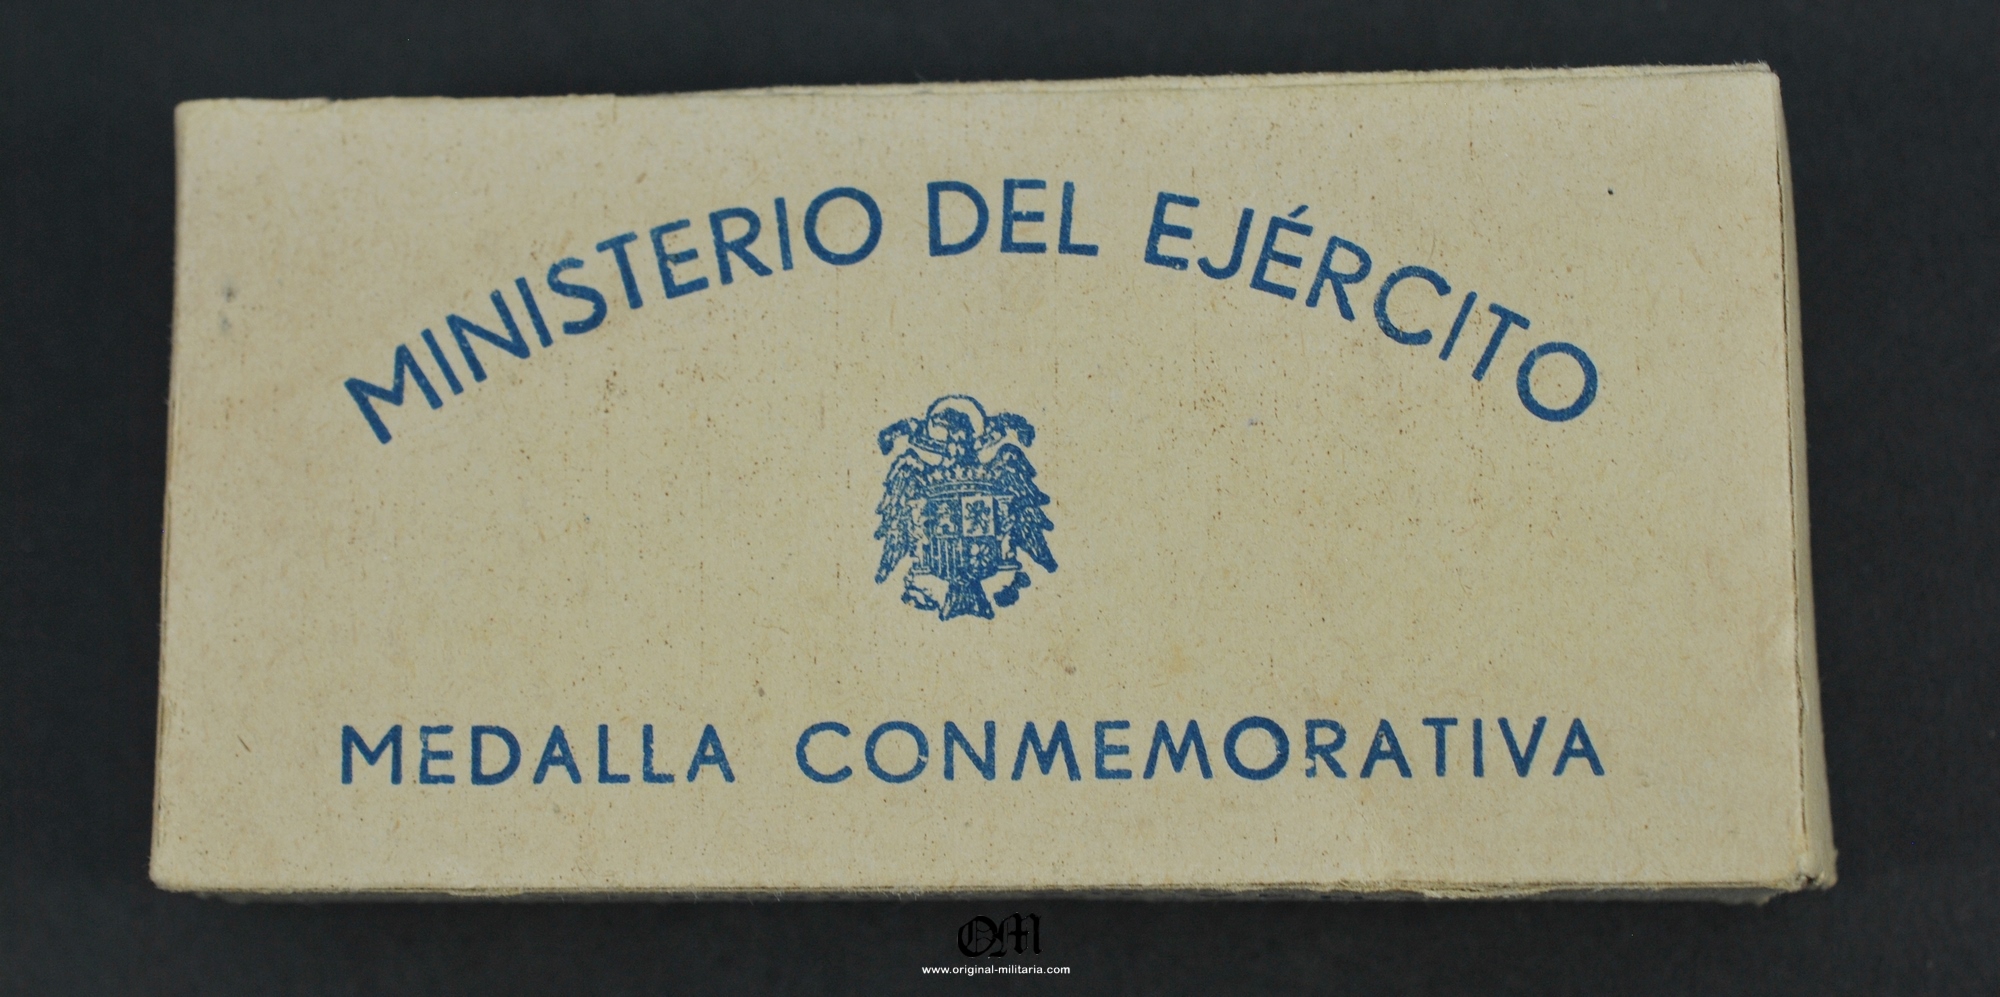 MINISTERIO DEL EJÉRCITO
MEDALLA CONMEMORATIVA
OM
www.original-militaria.com